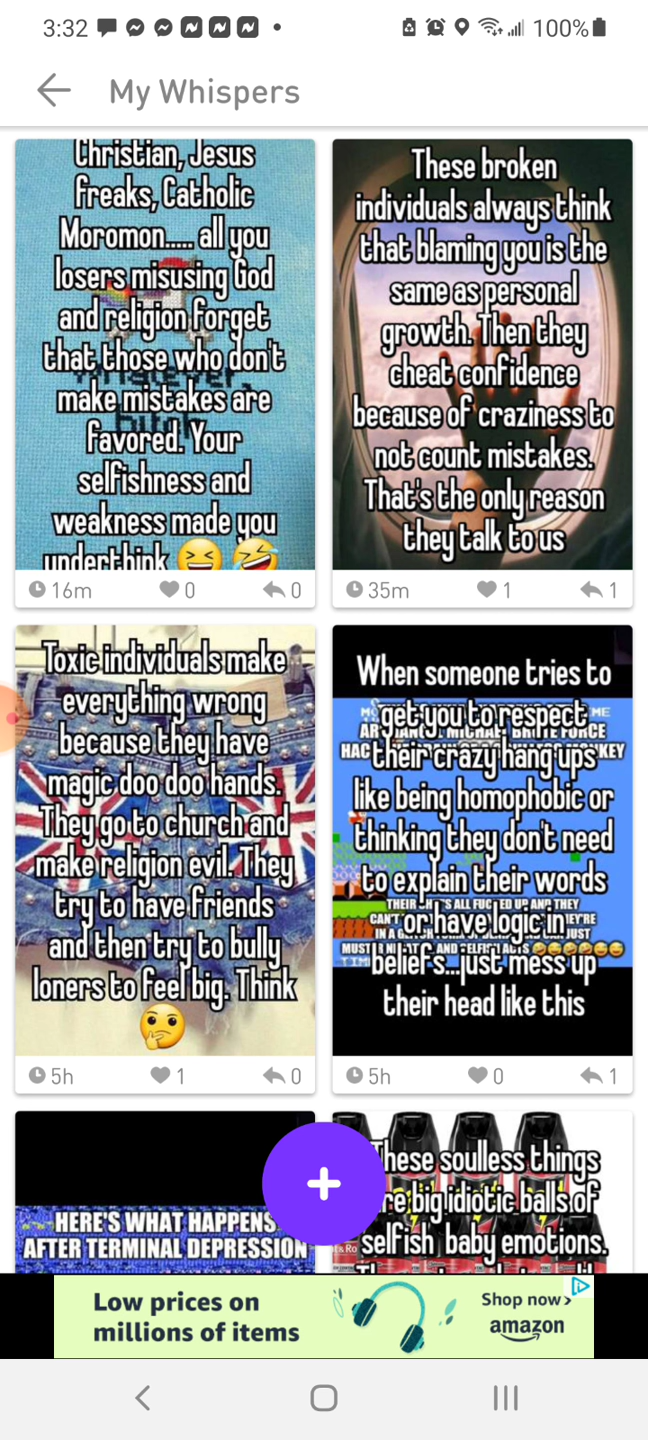 3:32
100%
My Whispers
Christian, Jesus
freaks, Catholic
Moromon..... all you
losers misusing God
and religion forget
that those who don't
make mistakes are
favored. Your
selfishness and
weakness made you
underthink 😆 🤣
16m
0
0
These broken
individuals always think
that blaming you is the
same as personal
growth. Then they
cheat confidence
because of craziness to
not count mistakes.
That's the only reason
they talk to us
35m
1
1
Toxic individuals make
everything wrong
because they have
magic doo doo hands.
They go to church and
make religion evil. They
try to have friends
and then try to bully
loners to feel big. Think
🤔
5h
1
0
When someone tries to
get you to respect
their crazy hang ups
like being homophobic or
thinking they don't need
to explain their words
or have logic in
beliefs...just mess up
their head like this
5h
0
1
HERE'S WHAT HAPPENS
AFTER TERMINAL DEPRESSION
these soulless things
re big idiotic balls of
selfish baby emotions.
Low prices on
millions of items
Shop now >
amazon